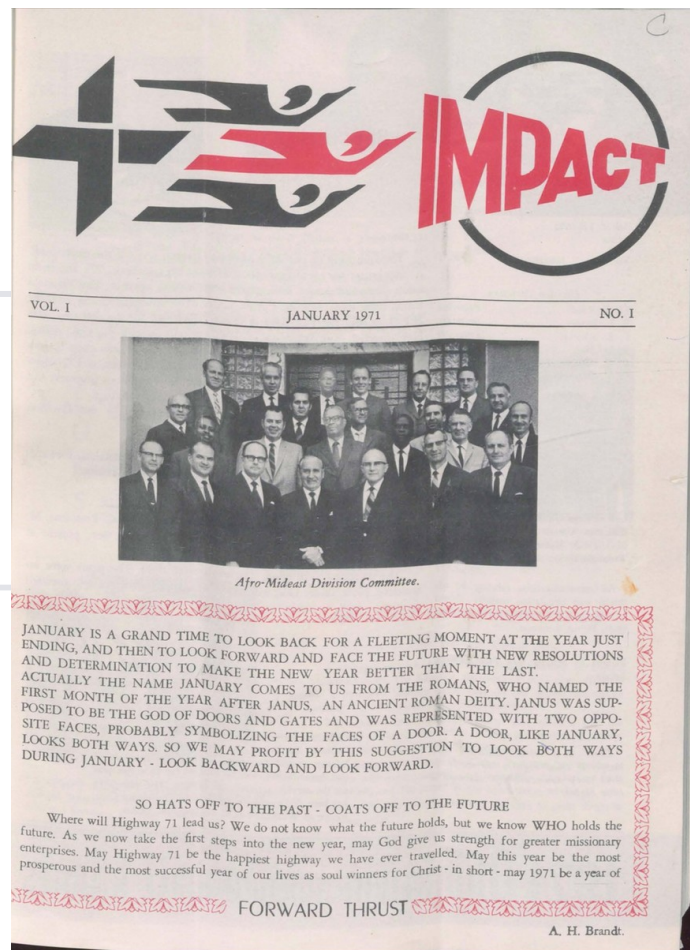 C
IMPACT
VOL. I JANUARY 1971 NO. I
Afro-Mideast Division Committee.
JANUARY IS A GRAND TIME TO LOOK BACK FOR A FLEETING MOMENT AT THE YEAR JUST
ENDING, AND THEN TO LOOK FORWARD AND FACE THE FUTURE WITH NEW RESOLUTIONS
AND DETERMINATION TO MAKE THE NEW YEAR BETTER THAN THE LAST.
ACTUALLY THE NAME JANUARY COMES TO US FROM THE ROMANS, WHO NAMED THE
FIRST MONTH OF THE YEAR AFTER JANUS, AN ANCIENT ROMAN DEITY. JANUS WAS SUP-
POSED TO BE THE GOD OF DOORS AND GATES AND WAS REPRESENTED WITH TWO OPPO-
SITE FACES, PROBABLY SYMBOLIZING THE FACES OF A DOOR. A DOOR, LIKE JANUARY,
LOOKS BOTH WAYS. SO WE MAY PROFIT BY THIS SUGGESTION TO LOOK BOTH WAYS
DURING JANUARY - LOOK BACKWARD AND LOOK FORWARD.
SO HATS OFF TO THE PAST - COATS OFF TO THE FUTURE
Where will Highway 71 lead us? We do not know what the future holds, but we know WHO holds the
future. As we now take the first steps into the new year, may God give us strength for greater missionary
enterprises. May Highway 71 be the happiest highway we have ever travelled. May this year be the most
prosperous and the most successful year of our lives as soul winners for Christ - in short - may 1971 be a year of
FORWARD THRUST
A. H. Brandt.